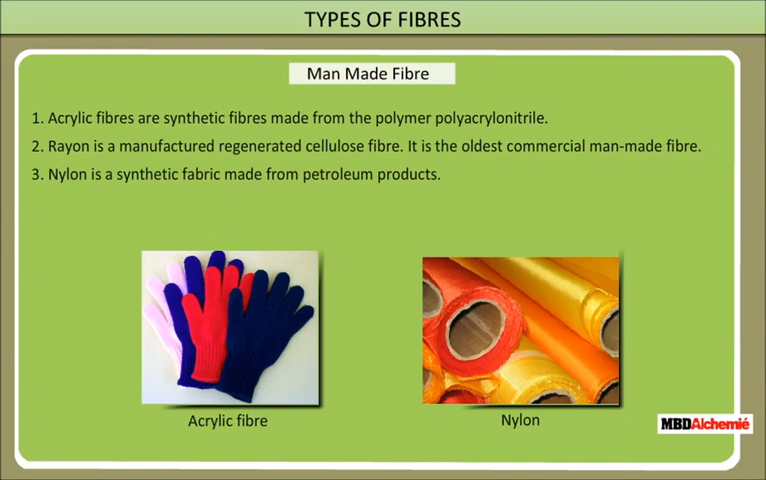 TYPES OF FIBRES
Man Made Fibre
1. Acrylic fibres are synthetic fibres made from the polymer polyacrylonitrile.
2. Rayon is a manufactured regenerated cellulose fibre. It is the oldest commercial man-made fibre.
3. Nylon is a synthetic fabric made from petroleum products.
Acrylic fibre
Nylon
MBDAlchemié